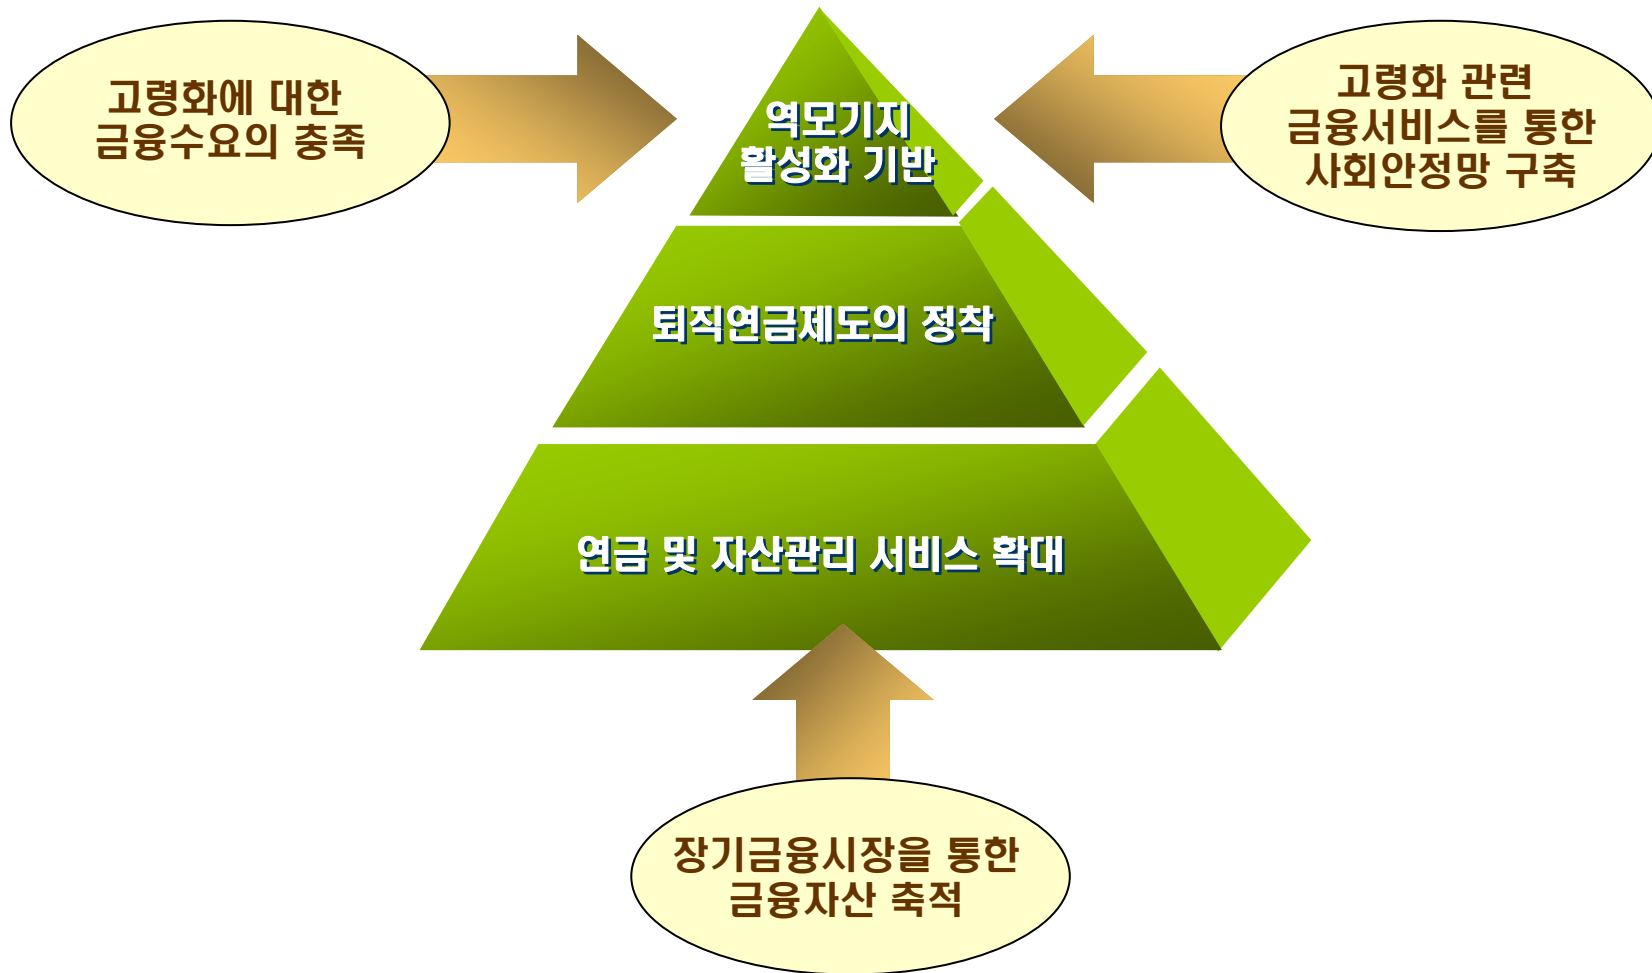 고령화에 대한
금융수요의 충족
역모기지
활성화 기반
고령화 관련
금융서비스를 통한
사회안정망 구축
퇴직연금제도의 정착
연금 및 자산관리 서비스 확대
장기금융시장을 통한
금융자산 축적